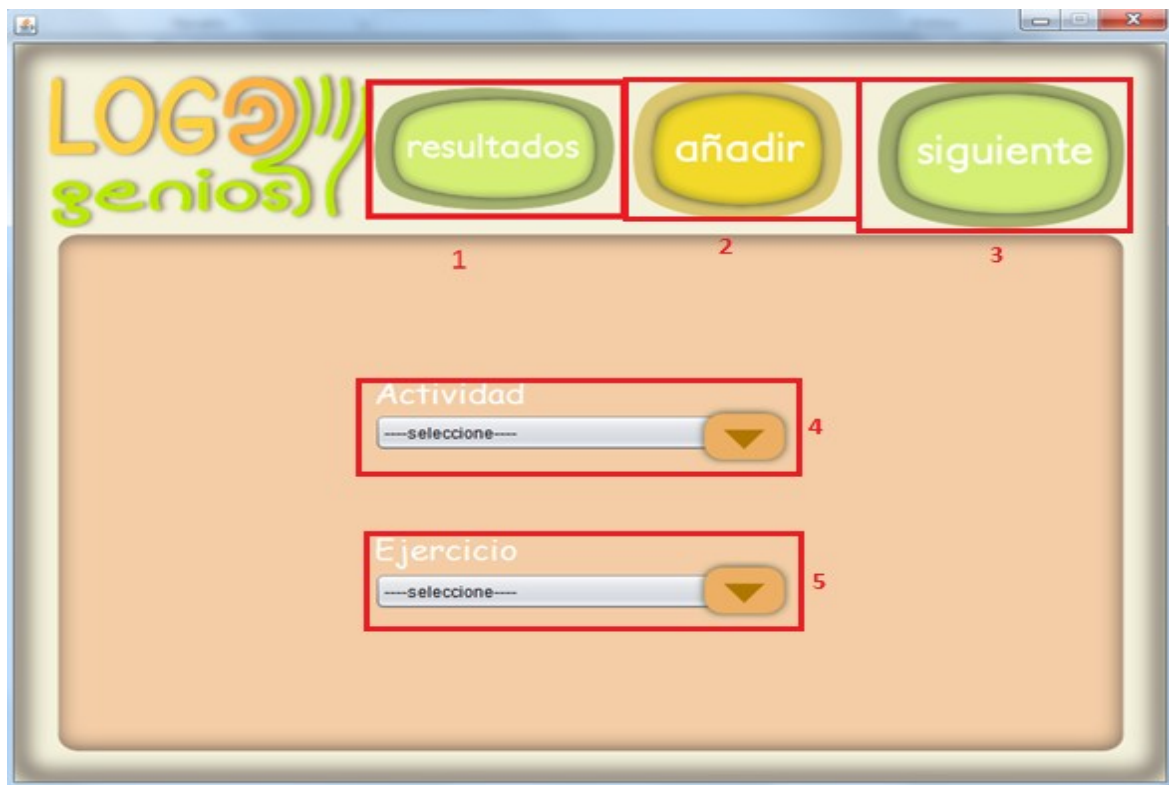 LOGO
genios
resultados
añadir
siguiente
1
2
3
Actividad
----seleccione----
4
Ejercicio
----seleccione----
5